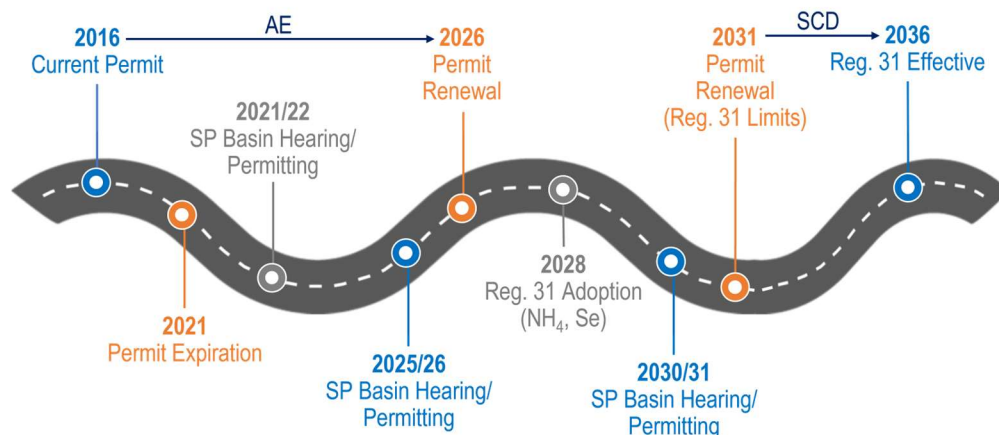 AE
2016
Current Permit
2026
Permit
Renewal
SCD
2031
Permit
Renewal
(Reg. 31 Limits)
2036
Reg. 31 Effective
2021/22
SP Basin Hearing/
Permitting
2021
Permit Expiration
2025/26
SP Basin Hearing/
Permitting
2028
Reg. 31 Adoption
(NH₄, Se)
2030/31
SP Basin Hearing/
Permitting